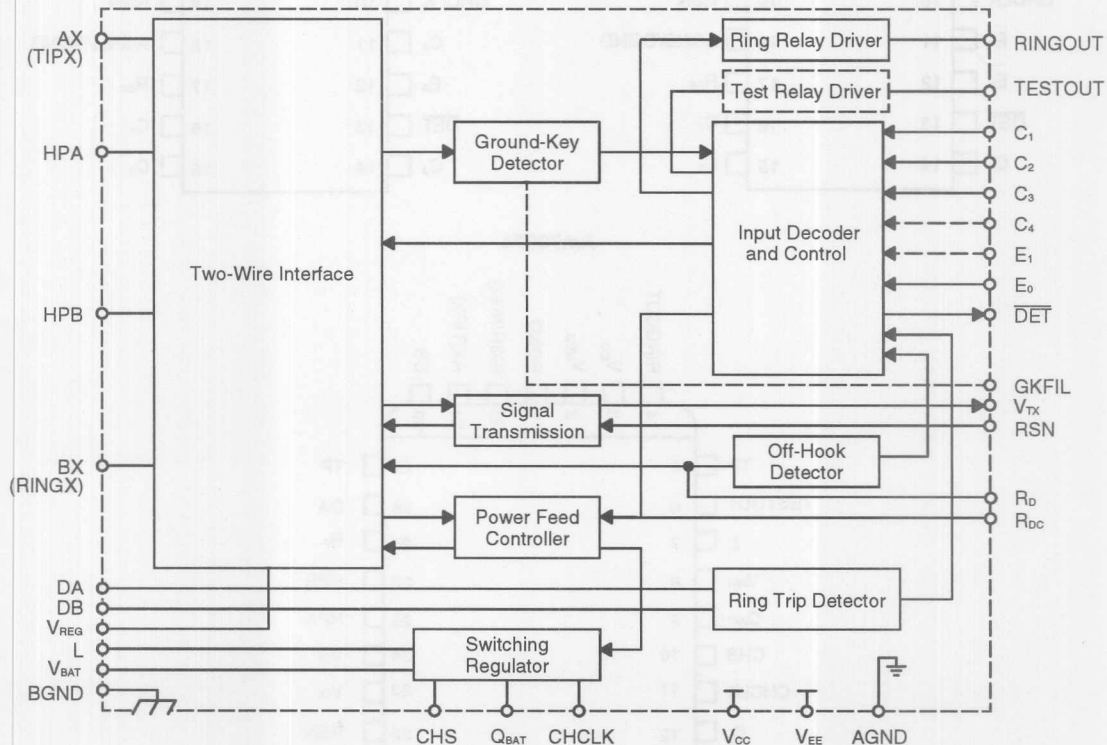 AX
(TIPX)
HPA
HPB
BX
(RINGX)
DA
DB
VREG
L
VBAT
BGND
Two-Wire Interface
Ground-Key
Detector
Signal
Transmission
Power Feed
Controller
Switching
Regulator
Ring Relay Driver
Test Relay Driver
Input Decoder
and Control
Off-Hook
Detector
Ring Trip Detector
RINGOUT
TESTOUT
C₁
C₂
C₃
C₄
E₁
E₀
D̅E̅T̅
GKFIL
VTX
RSN
RD
RDC
CHS
QBAT
CHCLK
VCC
VEE
AGND